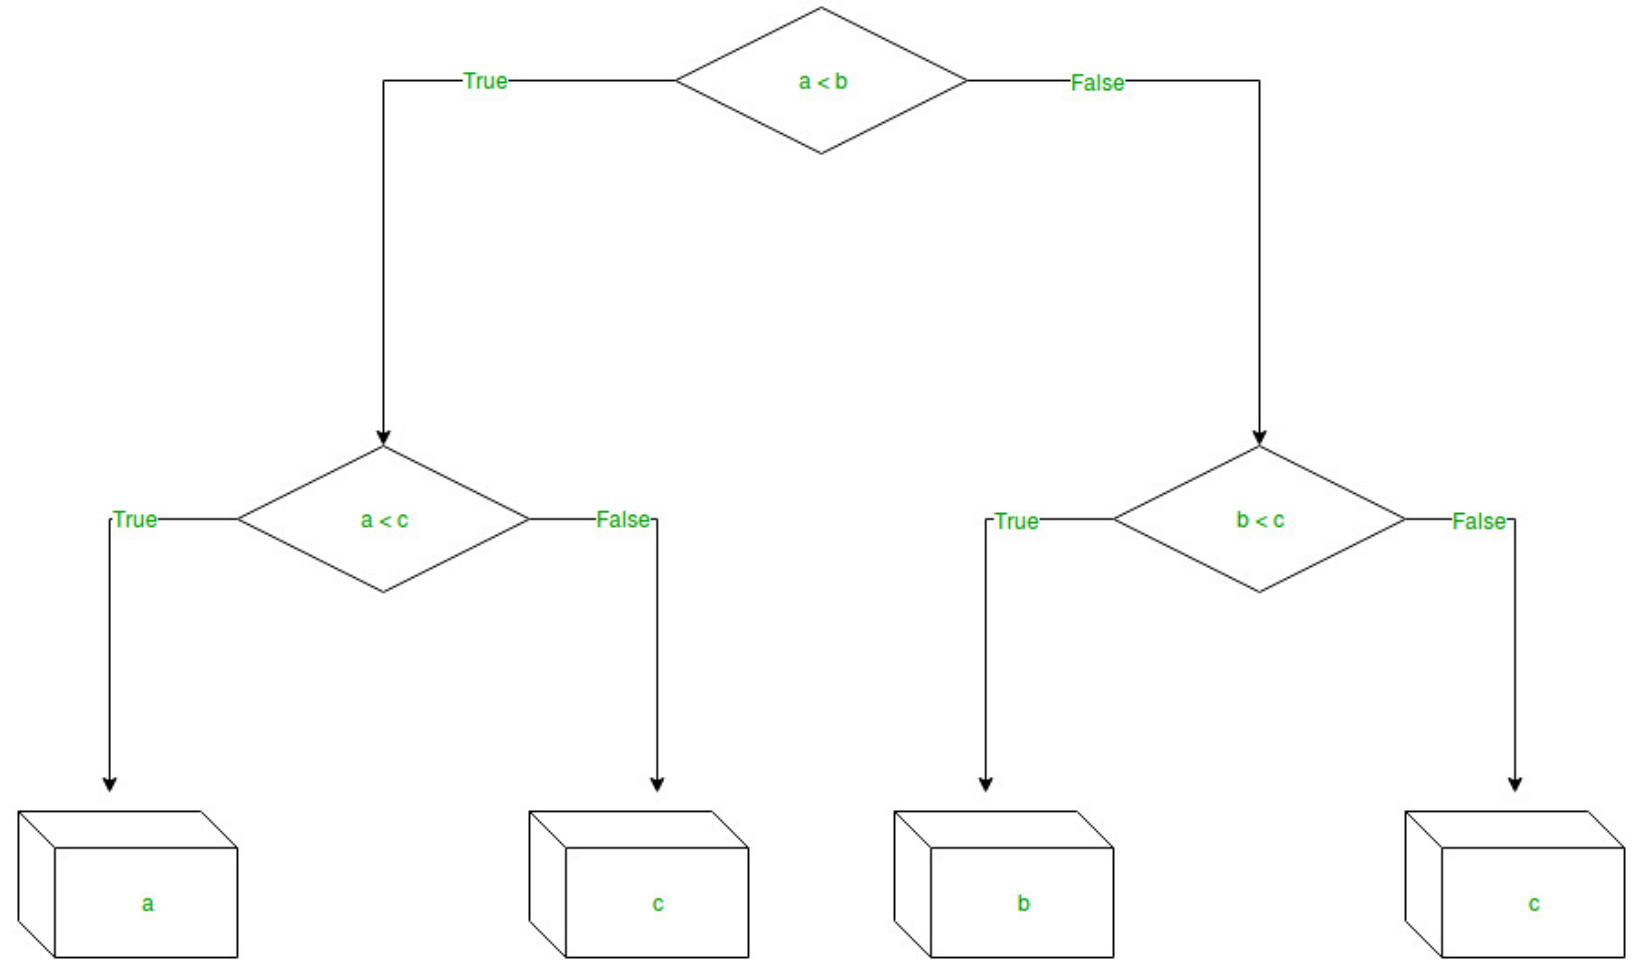 True
a < b
False
True
a < c
False
True
b < c
False
a
c
b
c